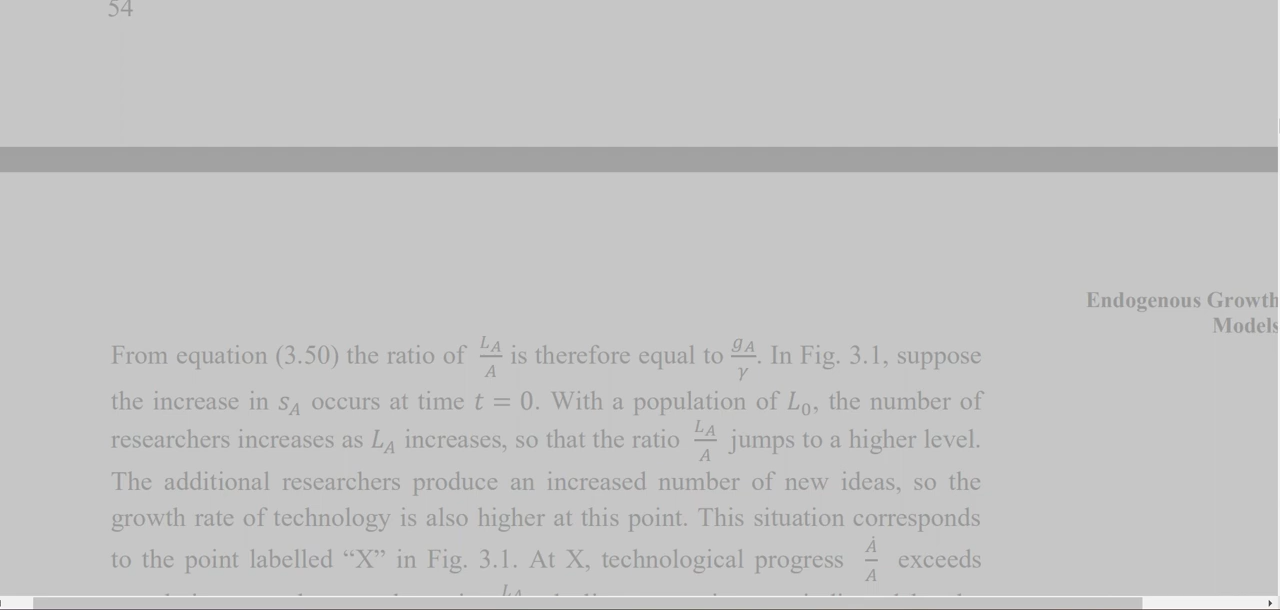 54
Endogenous Growth
Models
From equation (3.50) the ratio of L_A/A is therefore equal to g_A/γ. In Fig. 3.1, suppose
the increase in s_A occurs at time t = 0. With a population of L_0, the number of
researchers increases as L_A increases, so that the ratio L_A/A jumps to a higher level.
The additional researchers produce an increased number of new ideas, so the
growth rate of technology is also higher at this point. This situation corresponds
to the point labelled “X” in Fig. 3.1. At X, technological progress Ȧ/A exceeds